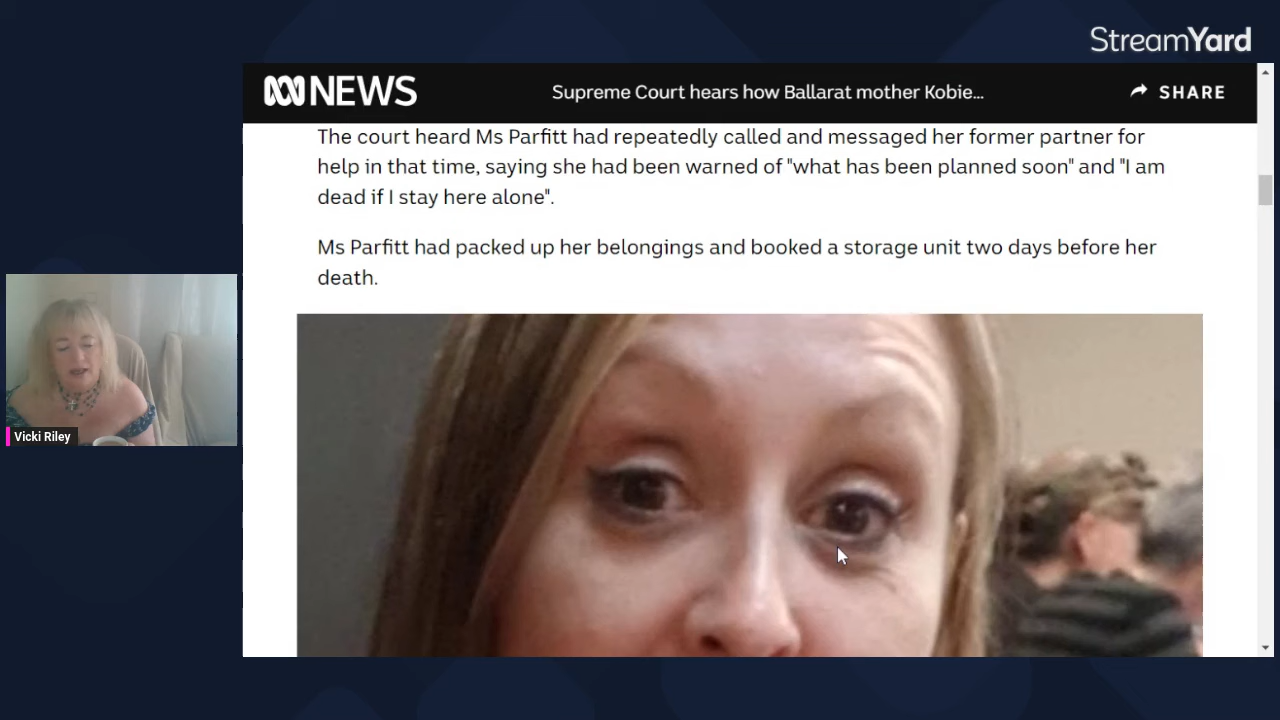 StreamYard
NEWS
Supreme Court hears how Ballarat mother Kobie...
SHARE
The court heard Ms Parfitt had repeatedly called and messaged her former partner for
help in that time, saying she had been warned of "what has been planned soon" and "I am
dead if I stay here alone".
Ms Parfitt had packed up her belongings and booked a storage unit two days before her
death.
Vicki Riley